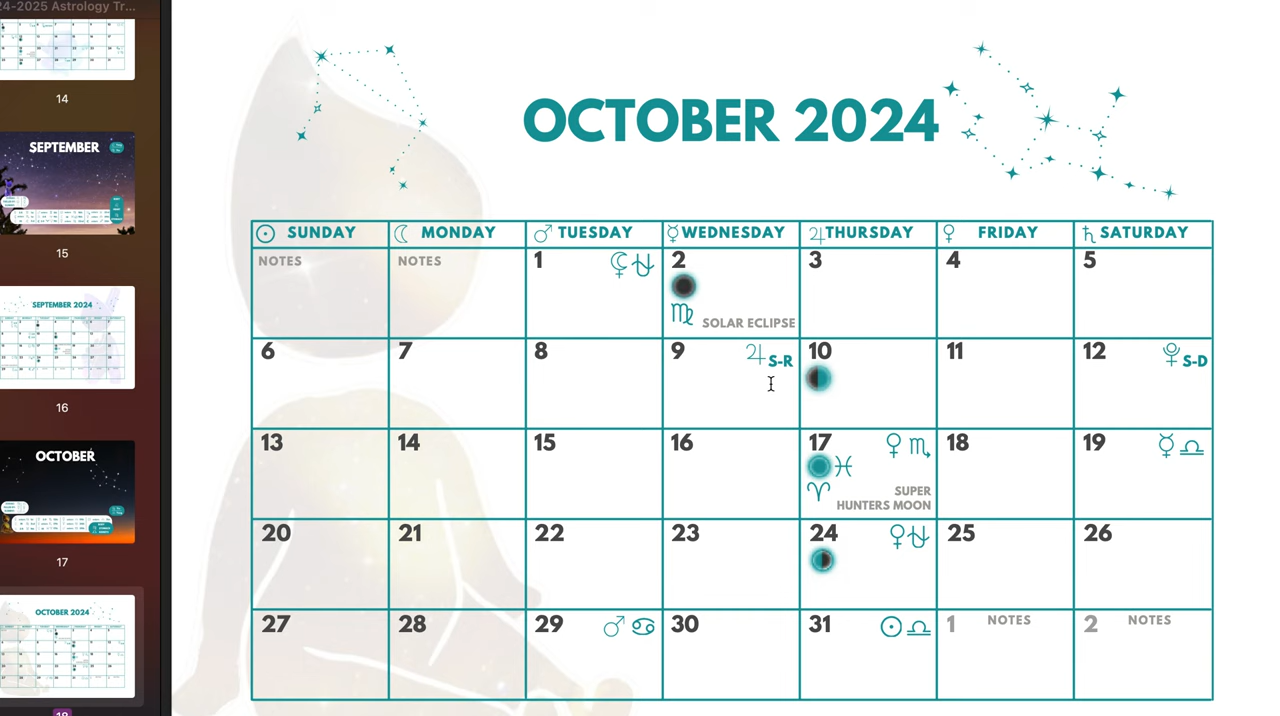 24-2025 Astrology Tr...
14
SEPTEMBER
15
SEPTEMBER 2024
16
OCTOBER
17
OCTOBER 2024
18
OCTOBER 2024
☉ SUNDAY ☾ MONDAY ♂ TUESDAY ☿ WEDNESDAY ♃ THURSDAY ♀ FRIDAY ♄ SATURDAY
NOTES NOTES 1 ⚸ ⛎ 2 3 4 5
♍
SOLAR ECLIPSE
6 7 8 9 ♃ S-R 10 11 12 ♇ S-D
13 14 15 16 17 ♀ ♏ 18 19 ☿ ♎
♓
♈ SUPER
HUNTERS MOON
20 21 22 23 24 ♀ ⛎ 25 26
27 28 29 ♂ ♋ 30 31 ☉ ♎ 1 NOTES 2 NOTES